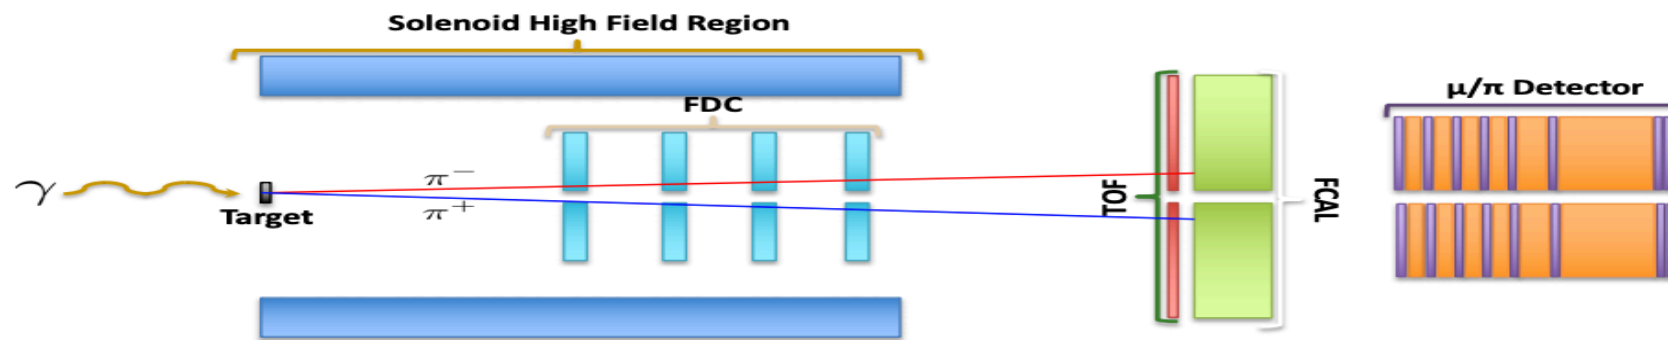 Solenoid High Field Region
FDC
μ/π Detector
γ
π⁻
π⁺
Target
TOF
FCAL